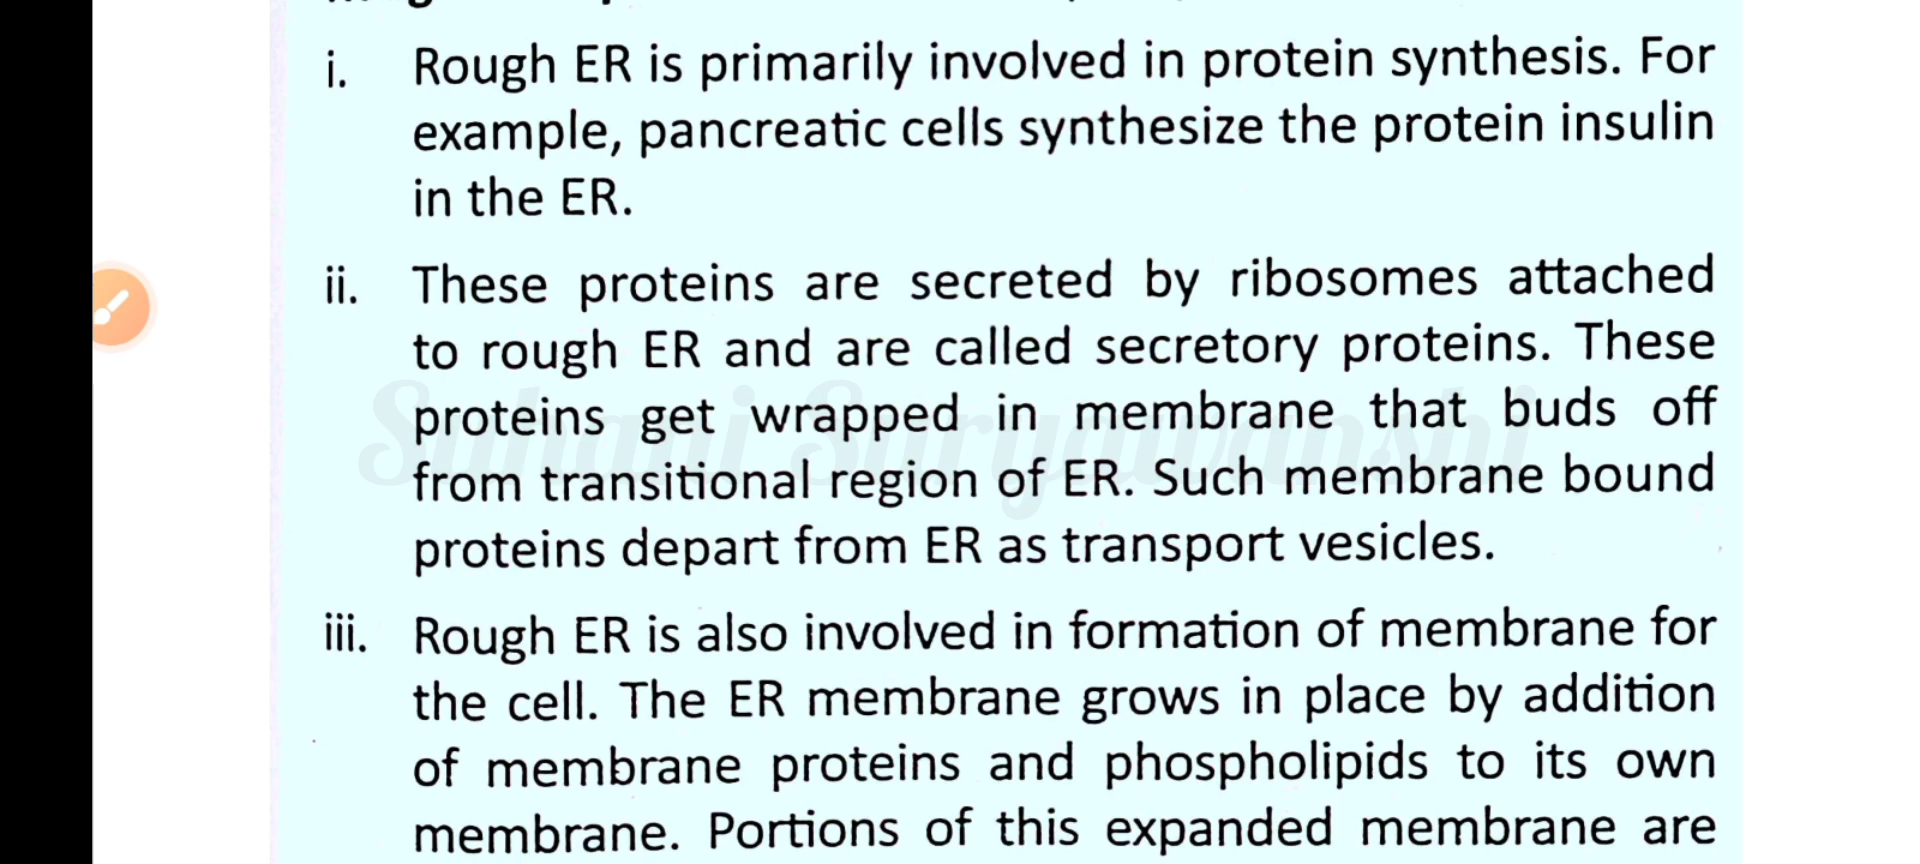 i. Rough ER is primarily involved in protein synthesis. For
example, pancreatic cells synthesize the protein insulin
in the ER.
ii. These proteins are secreted by ribosomes attached
to rough ER and are called secretory proteins. These
proteins get wrapped in membrane that buds off
Suhani Suryawanshi
from transitional region of ER. Such membrane bound
proteins depart from ER as transport vesicles.
iii. Rough ER is also involved in formation of membrane for
the cell. The ER membrane grows in place by addition
of membrane proteins and phospholipids to its own
membrane. Portions of this expanded membrane are